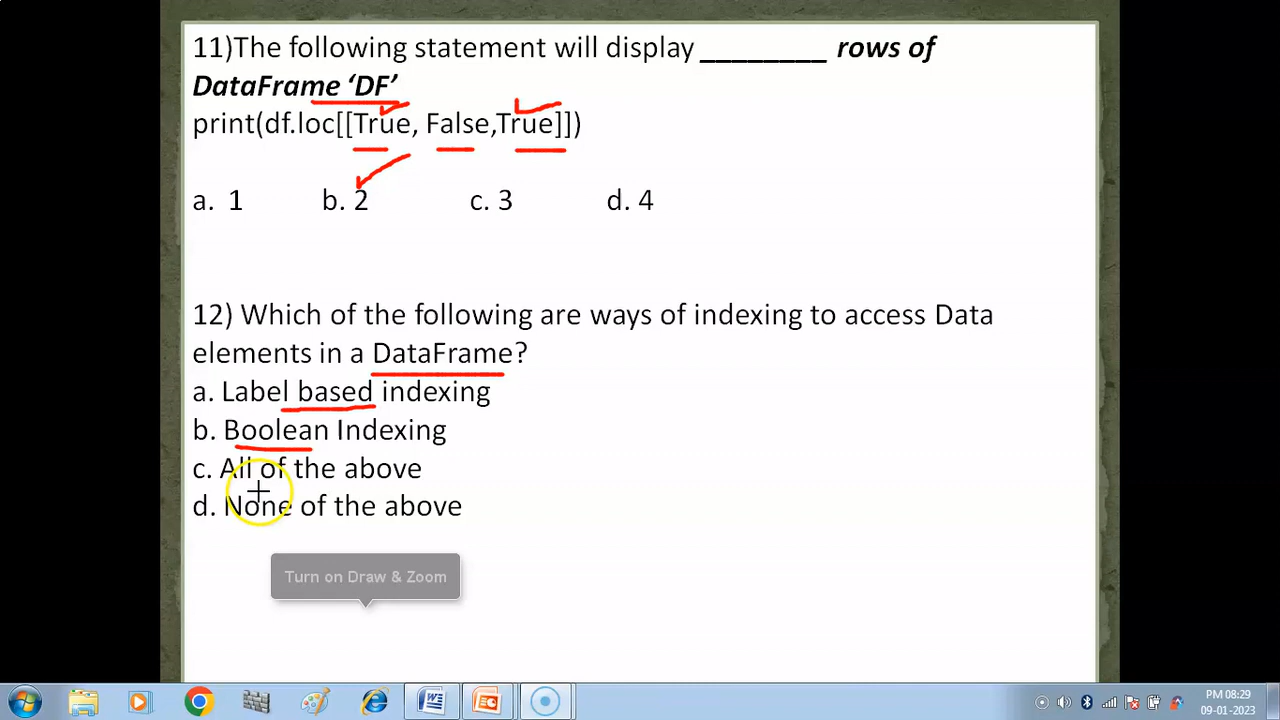 11)The following statement will display ________ rows of
DataFrame ‘DF’
print(df.loc[[True, False,True]])
a. 1 b. 2 c. 3 d. 4
12) Which of the following are ways of indexing to access Data
elements in a DataFrame?
a. Label based indexing
b. Boolean Indexing
c. All of the above
d. None of the above
Turn on Draw & Zoom
PM 08:29
09-01-2023